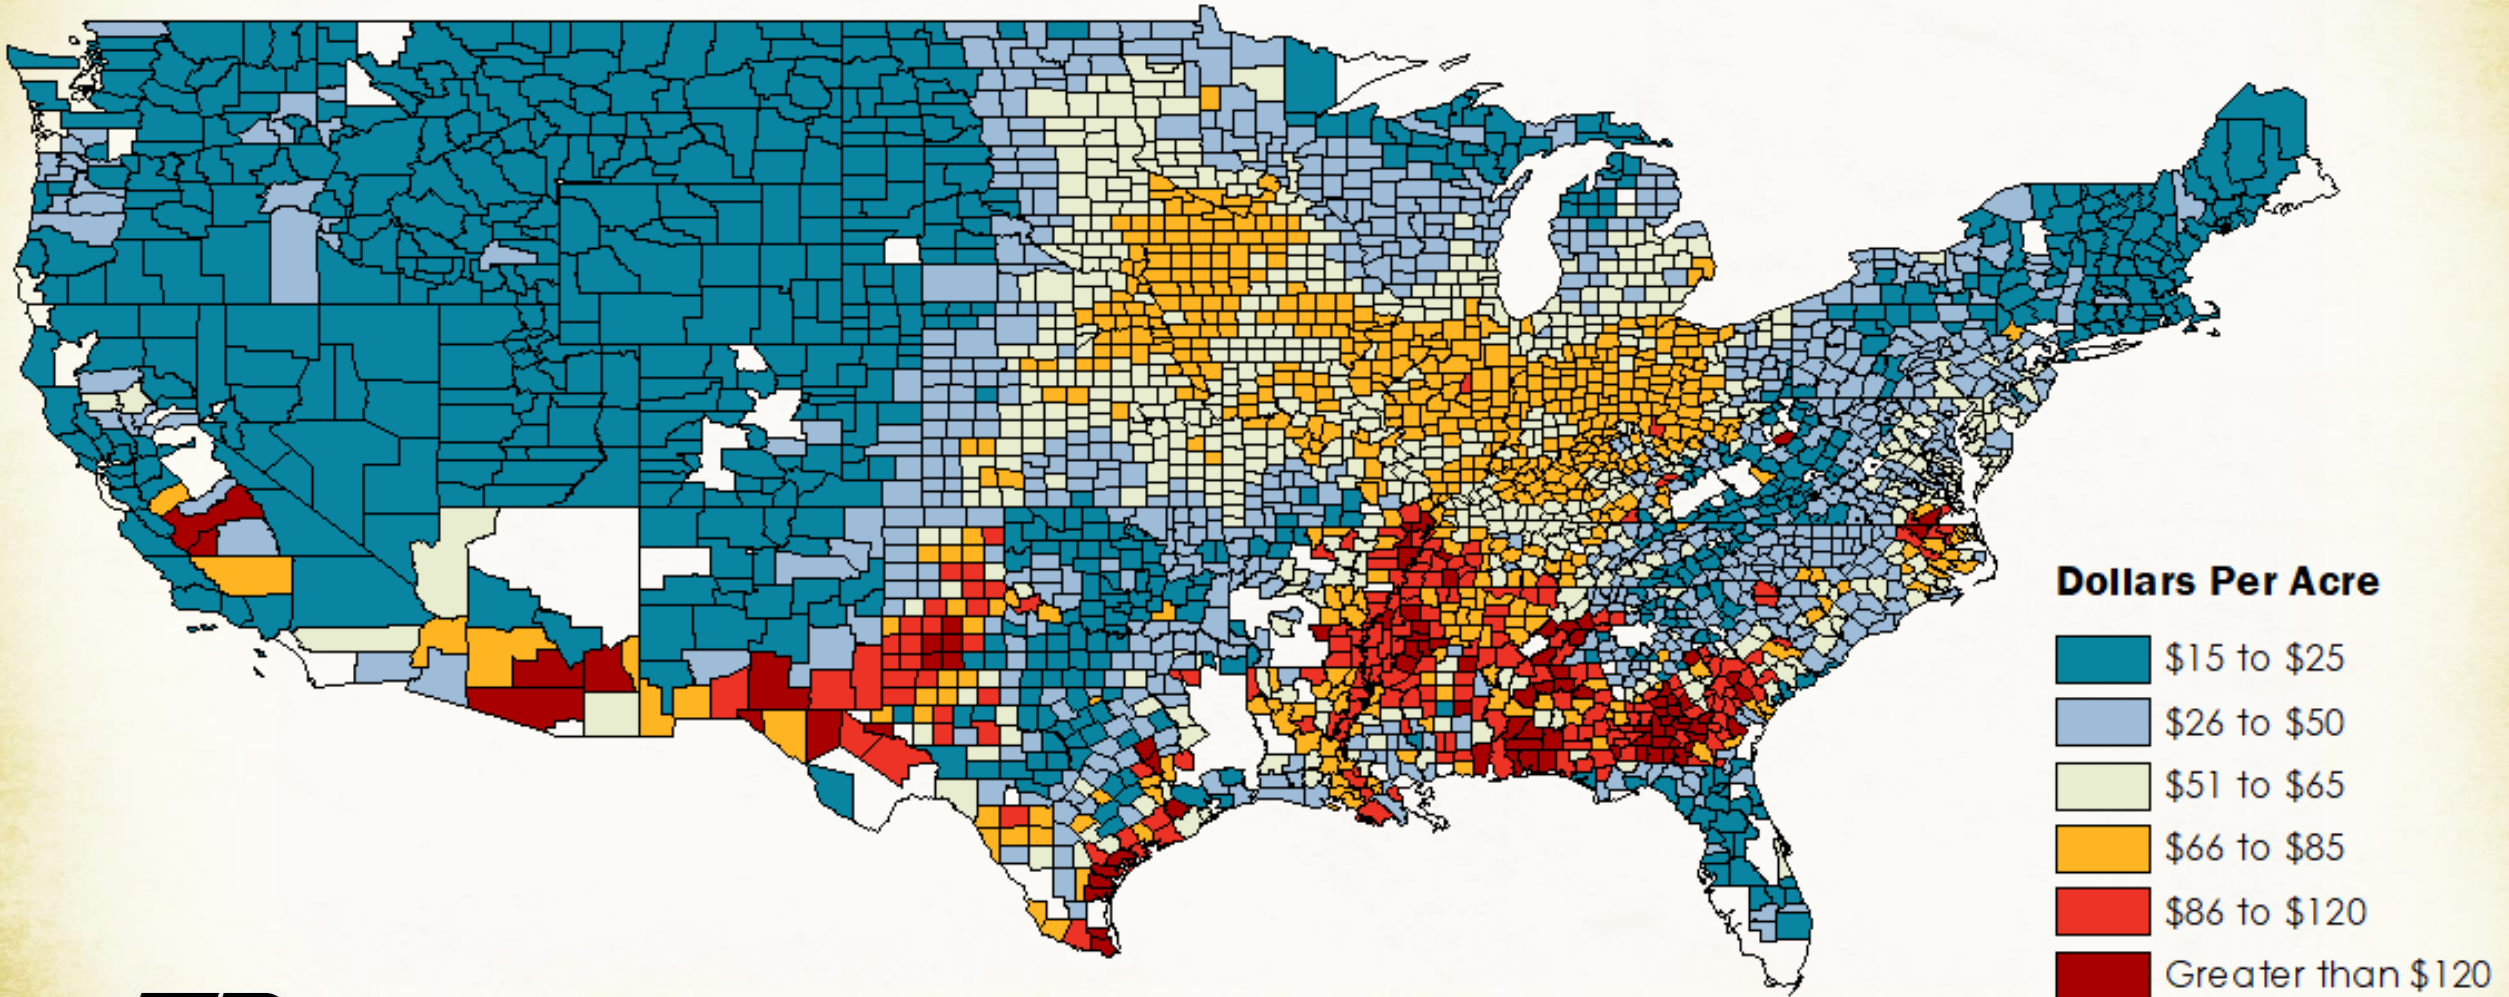 Dollars Per Acre
$15 to $25
$26 to $50
$51 to $65
$66 to $85
$86 to $120
Greater than $120